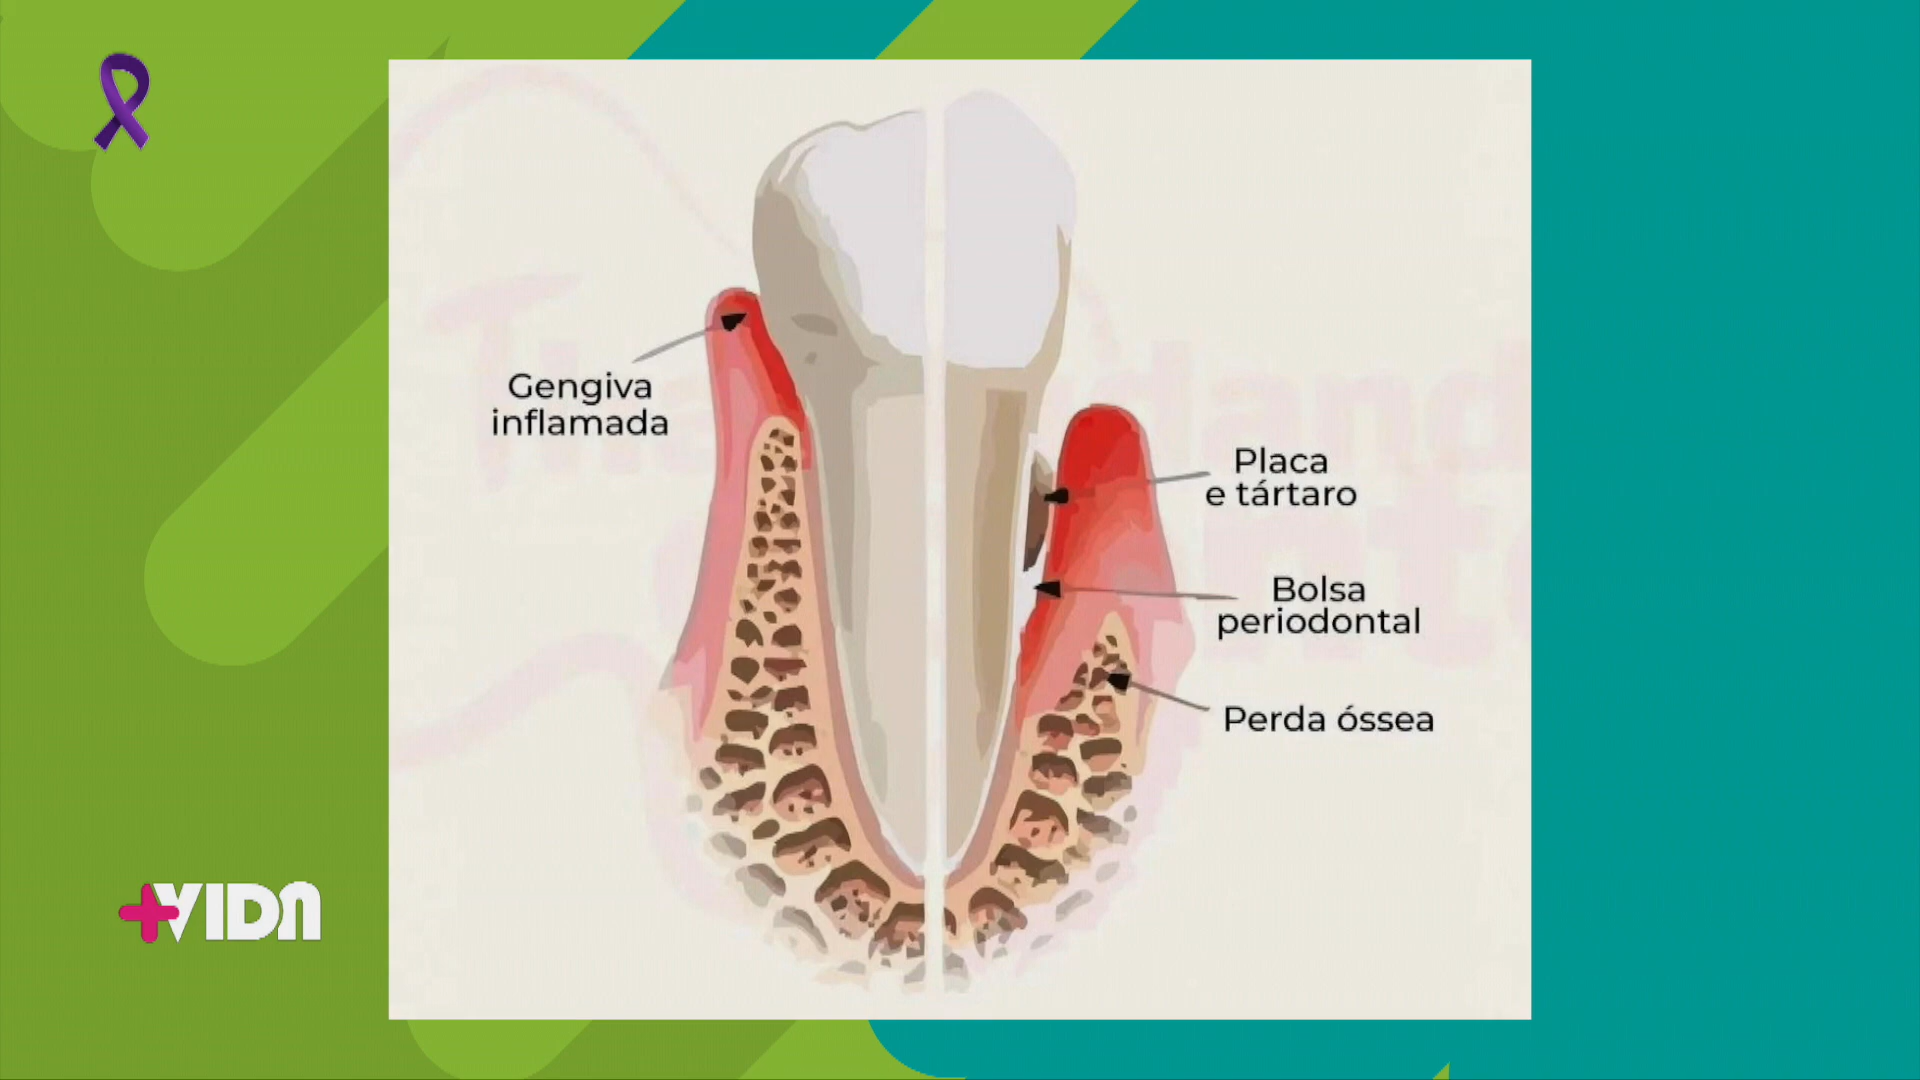 Gengiva
inflamada
Placa
e tártaro
Bolsa
periodontal
Perda óssea
+VIDA